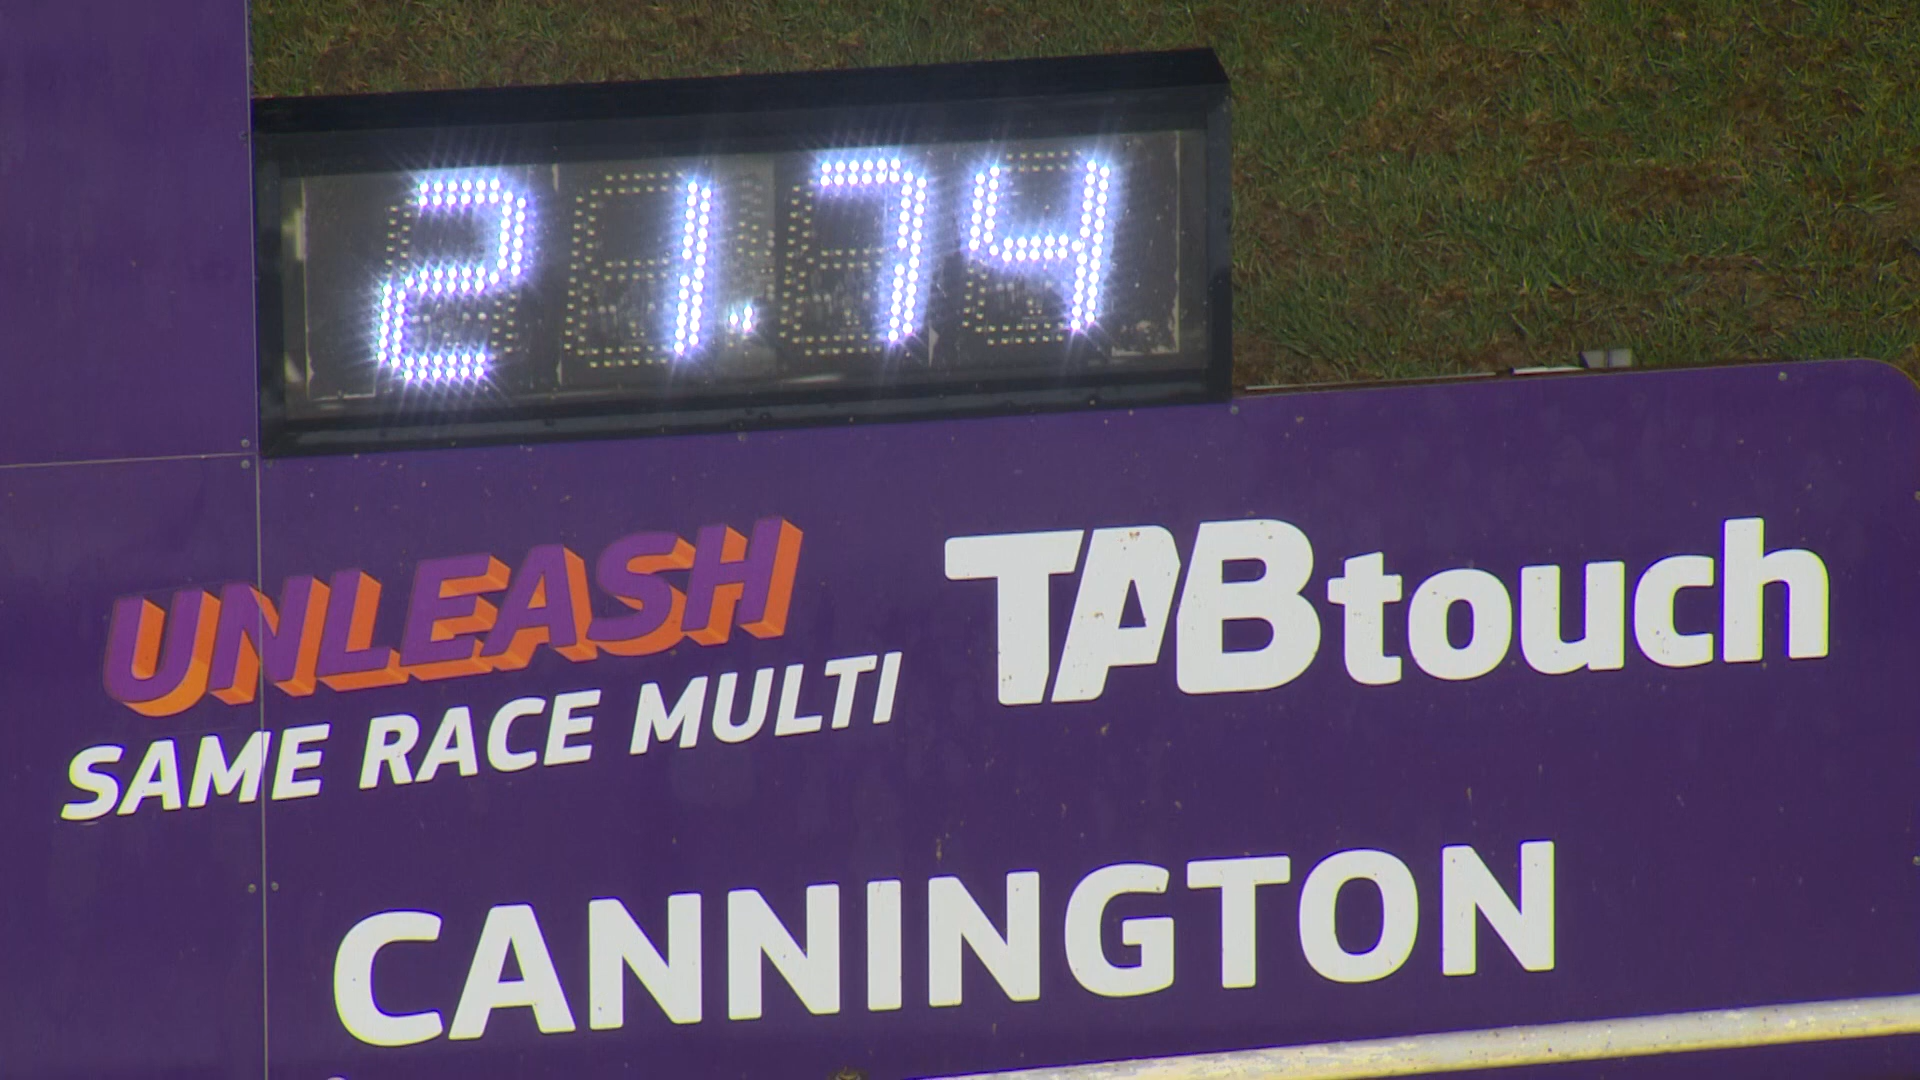 21.74
UNLEASH
SAME RACE MULTI
TABtouch
CANNINGTON